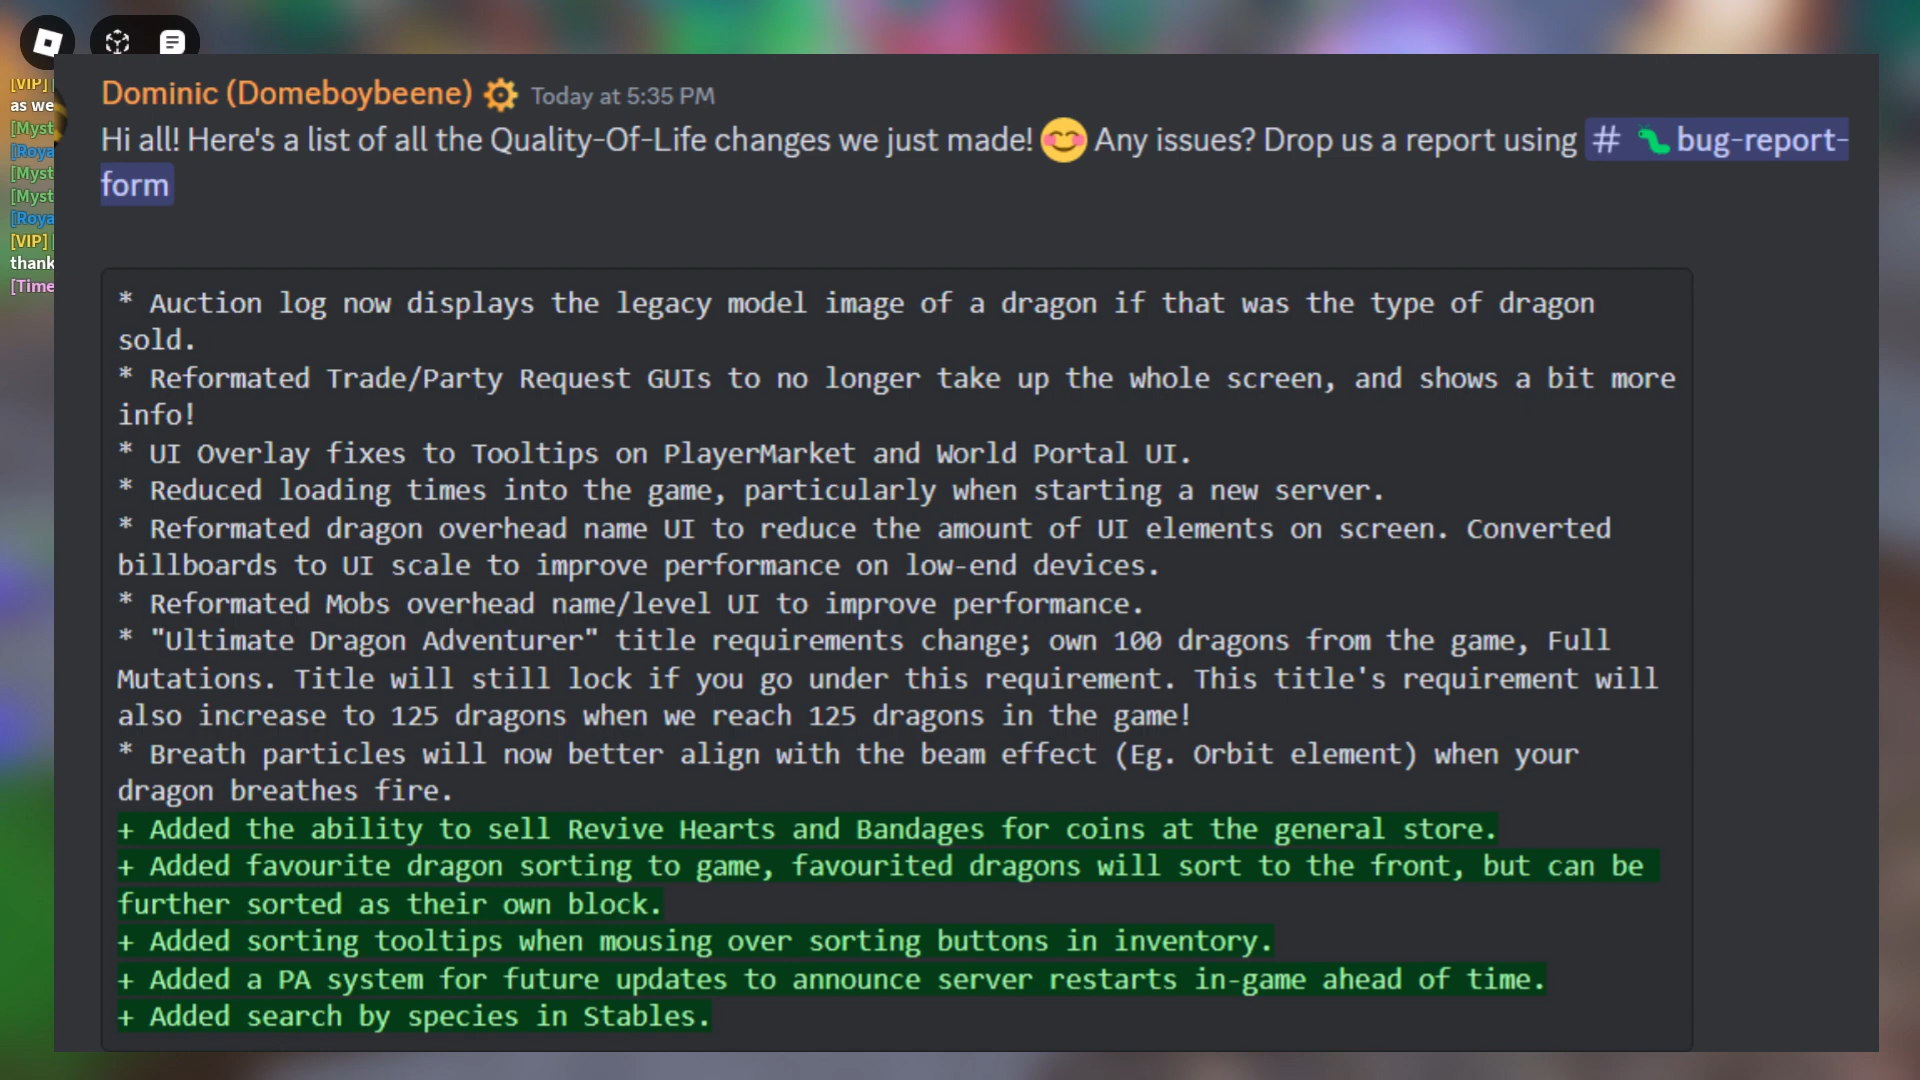 Dominic (Domeboybeene) Today at 5:35 PM
Hi all! Here's a list of all the Quality-Of-Life changes we just made! 😊 Any issues? Drop us a report using # 🐛bug-report-
form
[VIP]
as we
[Myst
[Roya
[Myst
[Myst
[Roya
[VIP]
thank
[Time
* Auction log now displays the legacy model image of a dragon if that was the type of dragon
sold.
* Reformated Trade/Party Request GUIs to no longer take up the whole screen, and shows a bit more
info!
* UI Overlay fixes to Tooltips on PlayerMarket and World Portal UI.
* Reduced loading times into the game, particularly when starting a new server.
* Reformated dragon overhead name UI to reduce the amount of UI elements on screen. Converted
billboards to UI scale to improve performance on low-end devices.
* Reformated Mobs overhead name/level UI to improve performance.
* "Ultimate Dragon Adventurer" title requirements change; own 100 dragons from the game, Full
Mutations. Title will still lock if you go under this requirement. This title's requirement will
also increase to 125 dragons when we reach 125 dragons in the game!
* Breath particles will now better align with the beam effect (Eg. Orbit element) when your
dragon breathes fire.
+ Added the ability to sell Revive Hearts and Bandages for coins at the general store.
+ Added favourite dragon sorting to game, favourited dragons will sort to the front, but can be
further sorted as their own block.
+ Added sorting tooltips when mousing over sorting buttons in inventory.
+ Added a PA system for future updates to announce server restarts in-game ahead of time.
+ Added search by species in Stables.